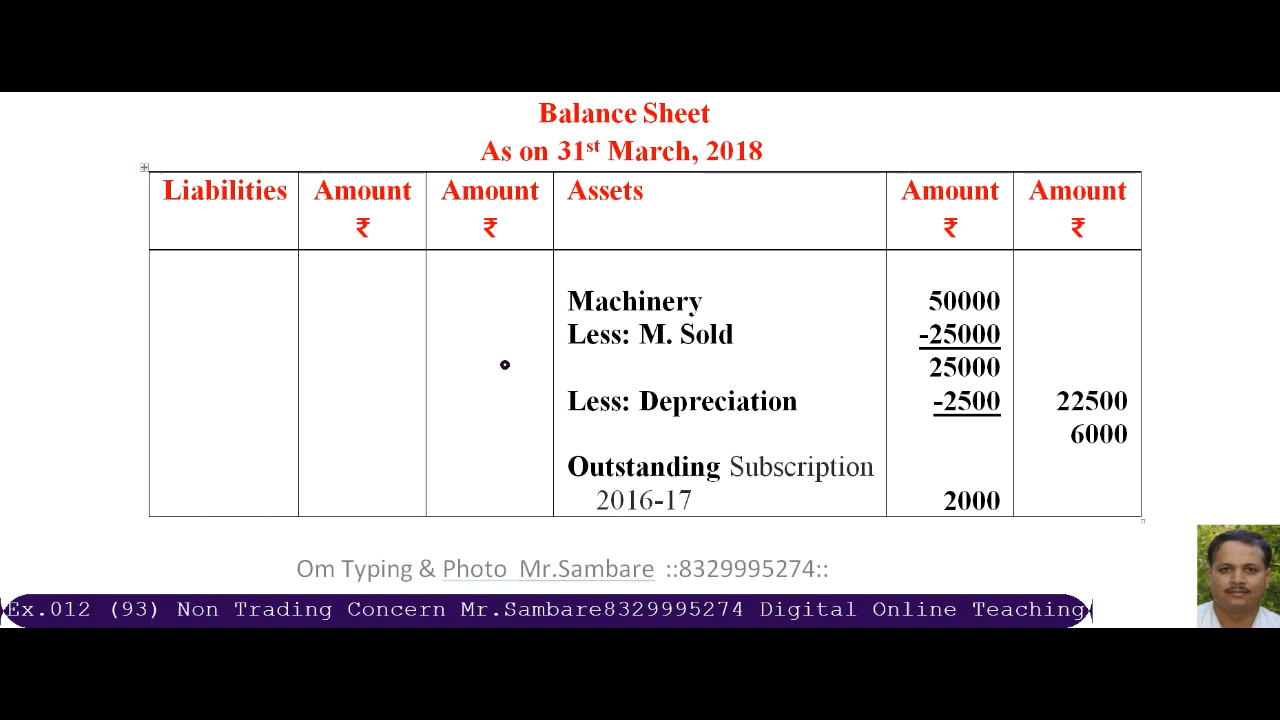 Balance Sheet
As on 31st March, 2018
Liabilities Amount ₹ Amount ₹ Assets Amount ₹ Amount ₹
Machinery 50000
Less: M. Sold -25000
25000
Less: Depreciation -2500 22500
6000
Outstanding Subscription
2016-17 2000
Om Typing & Photo Mr.Sambare ::8329995274::
Ex.012 (93) Non Trading Concern Mr.Sambare8329995274 Digital Online Teaching